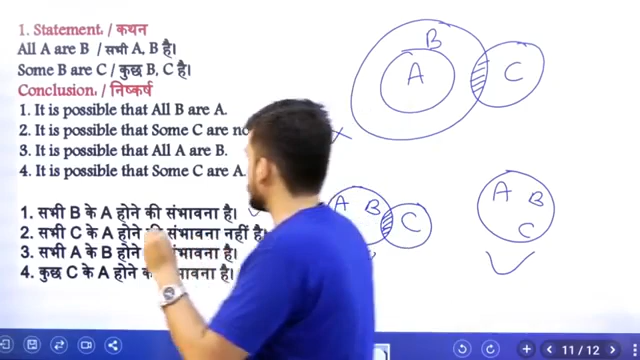 1. Statement / कथन
All A are B / सभी A, B है।
Some B are C / कुछ B, C है।
Conclusion / निष्कर्ष
1. It is possible that All B are A.
2. It is possible that Some C are
3. It is possible that All A are B.
4. It is possible that Some C are A.
1. सभी B के A होने की संभावना है।
2. सभी C के A होने की संभावना नहीं है।
3. सभी A के B होने की संभावना है।
4. कुछ C के A होने की संभावना है।
B
A
C
A B C
A B
C
11 / 12